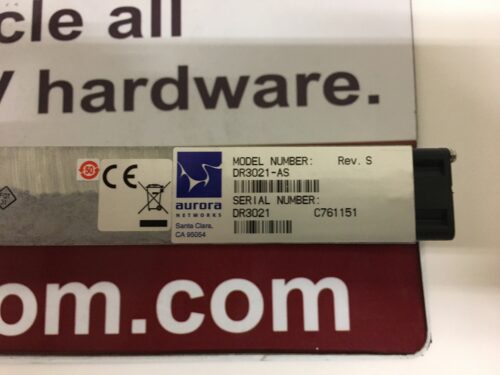 cle all
V hardware.
CE
aurora
NETWORKS
Santa Clara,
CA 95054
MODEL NUMBER: Rev. S
DR3021-AS
SERIAL NUMBER:
DR3021 C761151
om.com